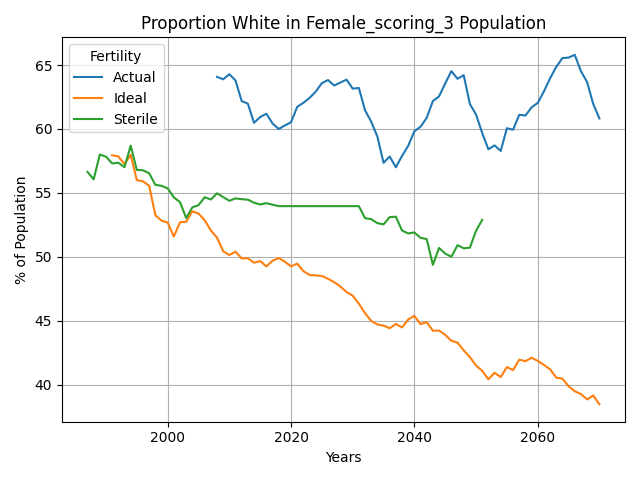 Proportion White in Female_scoring_3 Population
Fertility
Actual
Ideal
Sterile
% of Population
65
60
55
50
45
40
2000
2020
2040
2060
Years